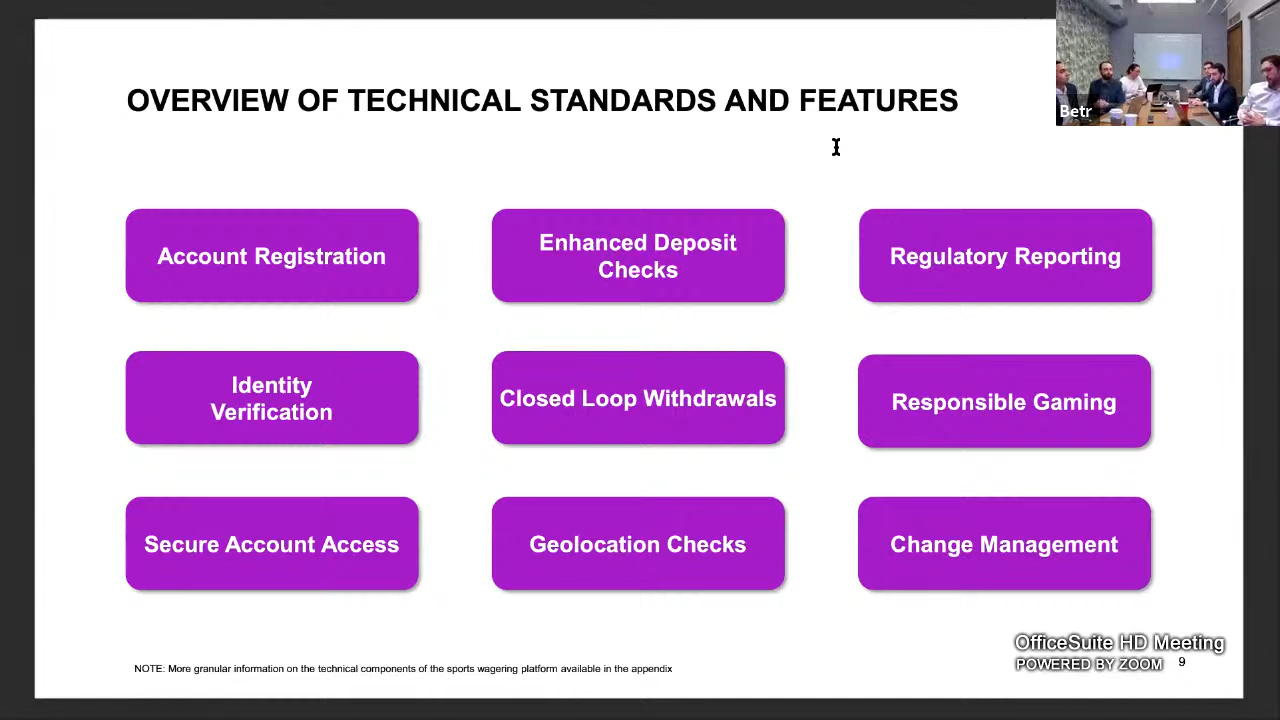 OVERVIEW OF TECHNICAL STANDARDS AND FEATURES
Betr
Account Registration
Enhanced Deposit
Checks
Regulatory Reporting
Identity
Verification
Closed Loop Withdrawals
Responsible Gaming
Secure Account Access
Geolocation Checks
Change Management
OfficeSuite HD Meeting
POWERED BY ZOOM
9
NOTE: More granular information on the technical components of the sports wagering platform available in the appendix